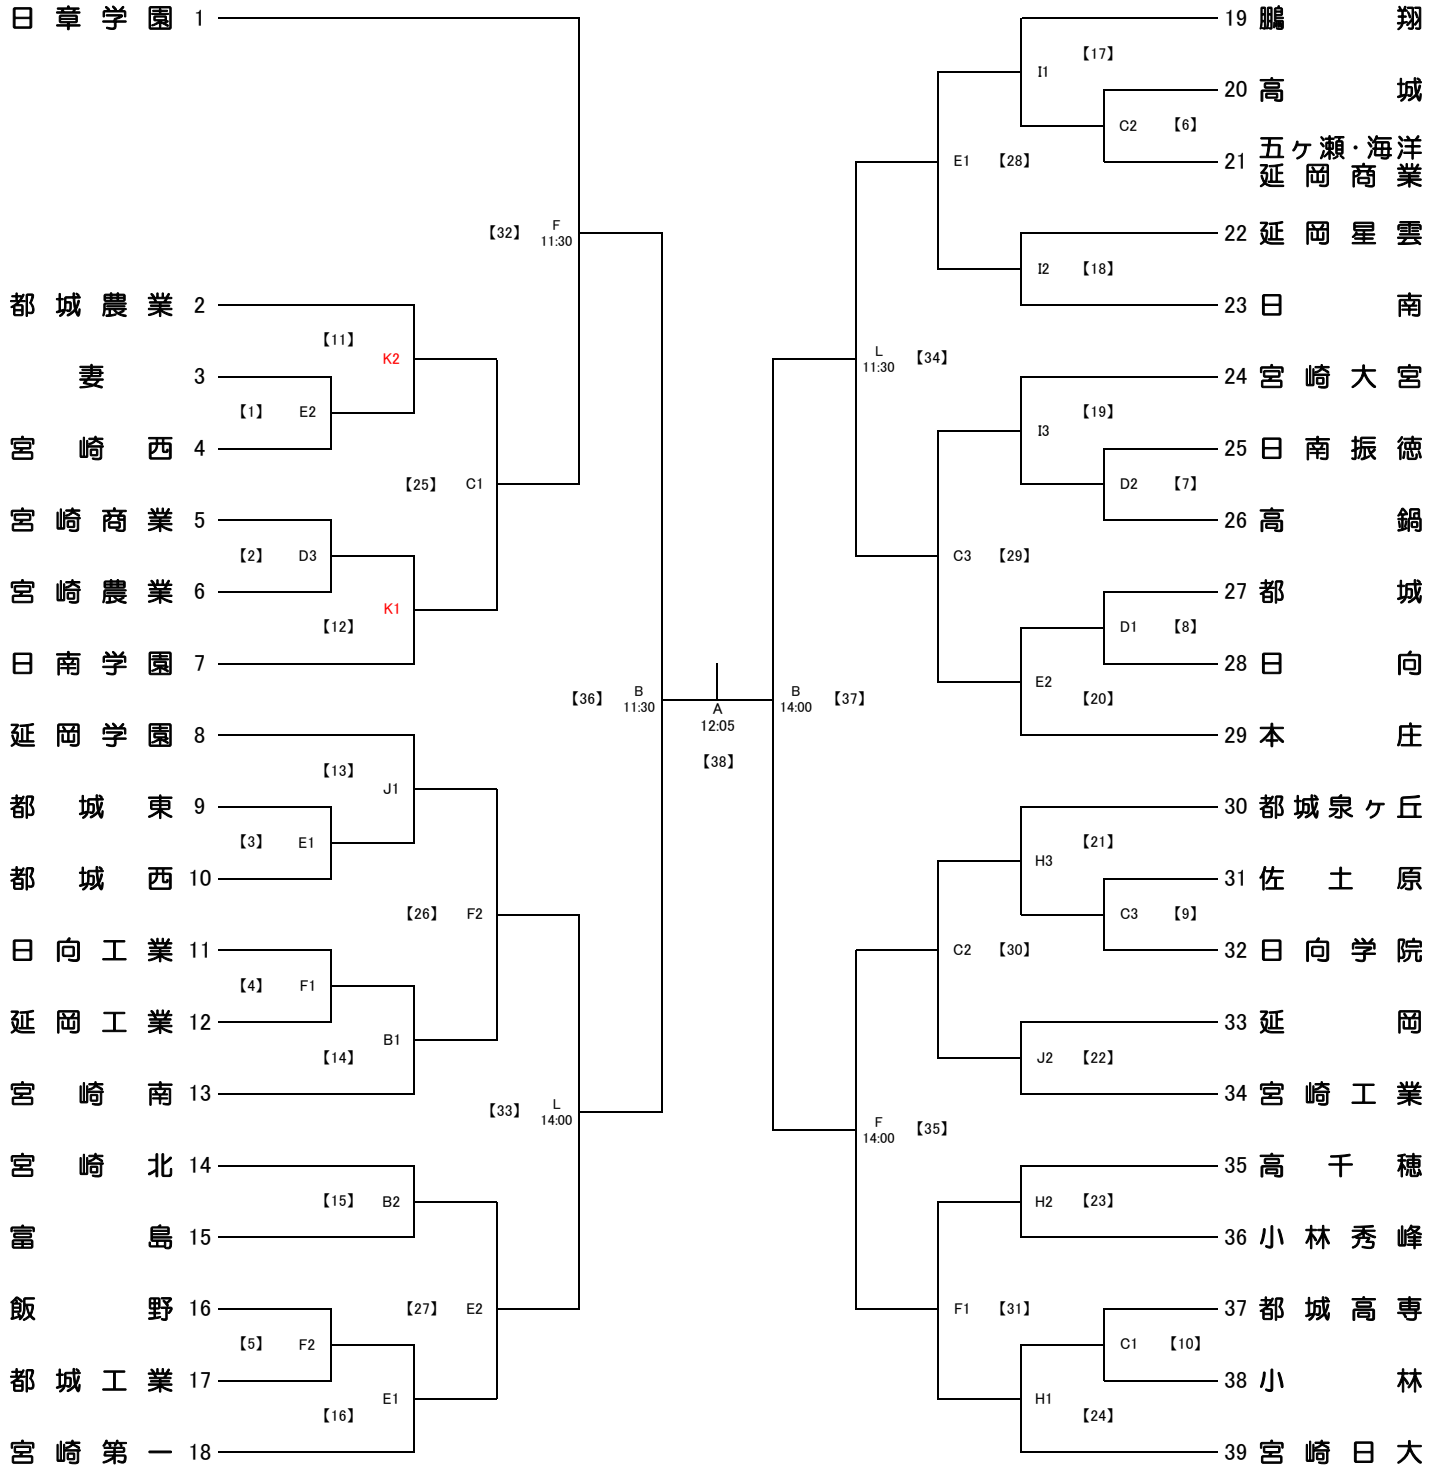 日章学園 1
【32】 F
11:30
都城農業 2
【11】 K2
妻 3
【1】 E2
宮崎西 4
【25】 C1
宮崎商業 5
【2】 D3
宮崎農業 6
K1
【12】
日南学園 7
【36】 B
11:30
延岡学園 8
【13】 J1
都城東 9
【3】 E1
都城西 10
【26】 F2
日向工業 11
【4】 F1
延岡工業 12
B1
【14】
宮崎南 13
【33】 L
14:00
宮崎北 14
【15】 B2
富島 15
飯野 16
【27】 E2
【5】 F2
都城工業 17
E1
【16】
宮崎第一 18
A
12:05
【38】
19 鵬翔
I1 【17】
20 高城
C2 【6】
21 五ヶ瀬・海洋
延岡商業
E1 【28】
22 延岡星雲
I2 【18】
23 日南
L
11:30 【34】
24 宮崎大宮
【19】
I3
25 日南振徳
D2 【7】
26 高鍋
C3 【29】
27 都城
D1 【8】
28 日向
E2 【20】
29 本庄
B
14:00 【37】
30 都城泉ヶ丘
【21】
H3
31 佐土原
C3 【9】
32 日向学院
C2 【30】
33 延岡
J2 【22】
34 宮崎工業
F
14:00 【35】
35 高千穂
H2 【23】
36 小林秀峰
F1 【31】
37 都城高専
C1 【10】
38 小林
H1 【24】
39 宮崎日大